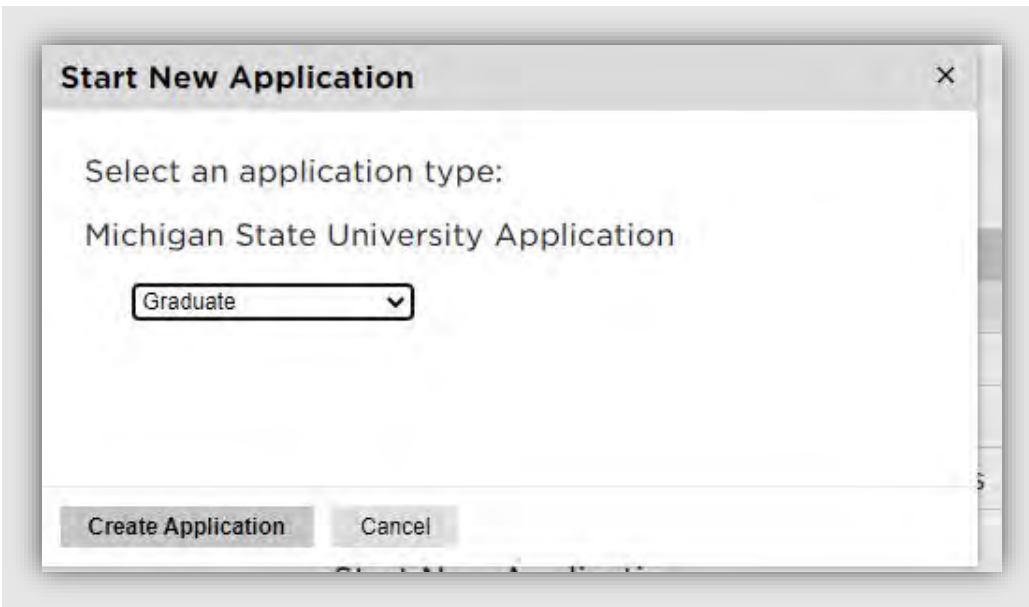 Start New Application ×
Select an application type:
Michigan State University Application
Graduate
s
Create Application Cancel